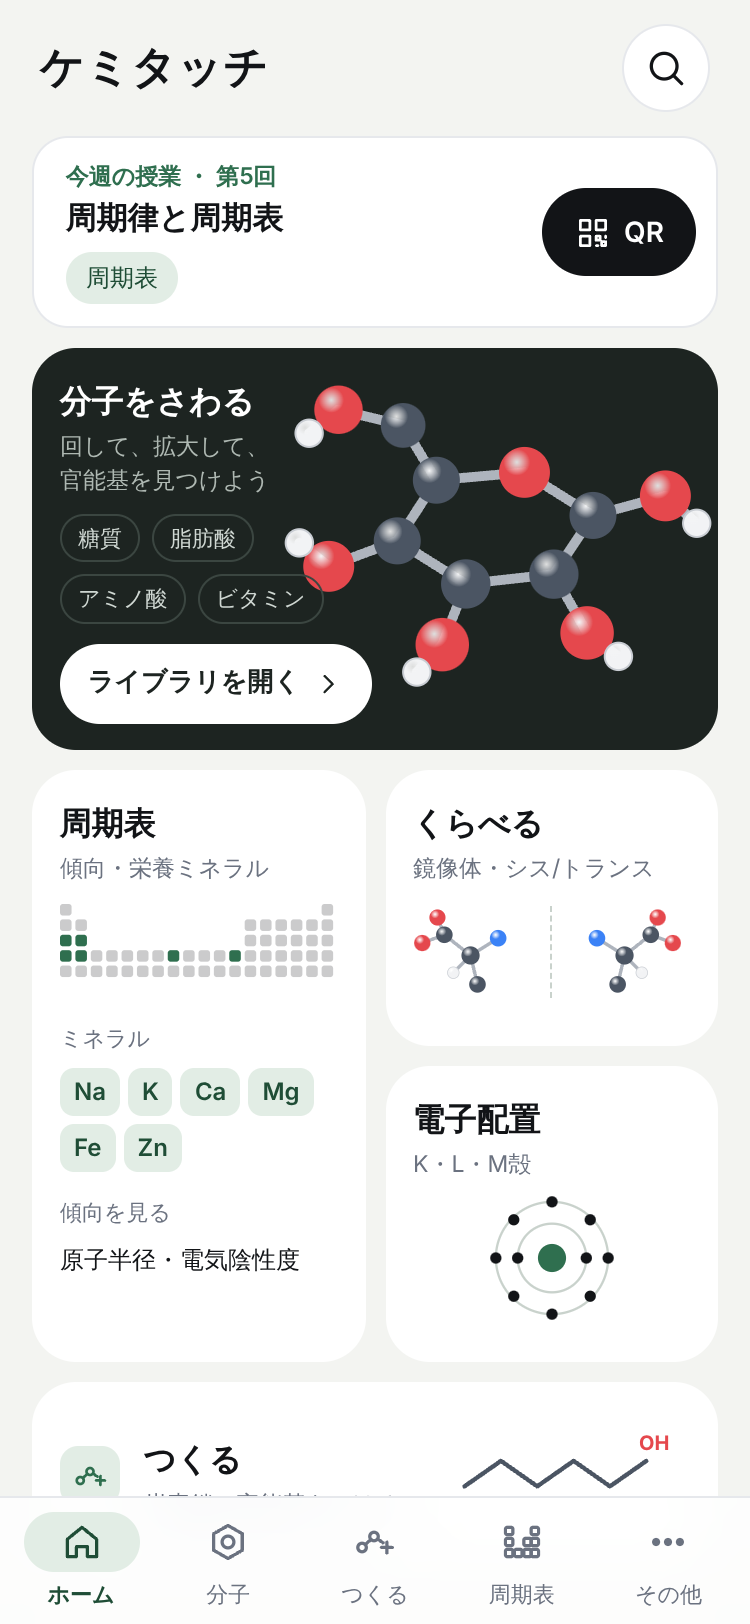 ケミタッチ
今週の授業 ・ 第5回
周期律と周期表
周期表
QR
分子をさわる
回して、拡大して、
官能基を見つけよう
糖質
脂肪酸
アミノ酸
ビタミン
ライブラリを開く
周期表
傾向・栄養ミネラル
ミネラル
Na
K
Ca
Mg
Fe
Zn
傾向を見る
原子半径・電気陰性度
くらべる
鏡像体・シス/トランス
電子配置
K・L・M殻
つくる
OH
ホーム
分子
つくる
周期表
その他